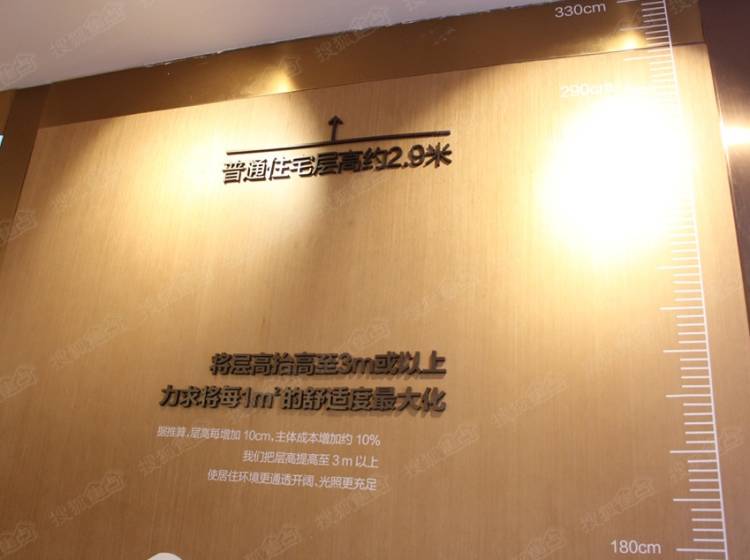 330cm
290cm
普通住宅层高约2.9米
将层高抬高至3m或以上
力求将每1m²的舒适度最大化
据推算,层高每增加10cm,主体成本增加约10%
我们把层高提高至3m以上
使居住环境更通透开阔、光照更充足
180cm
搜狐焦点